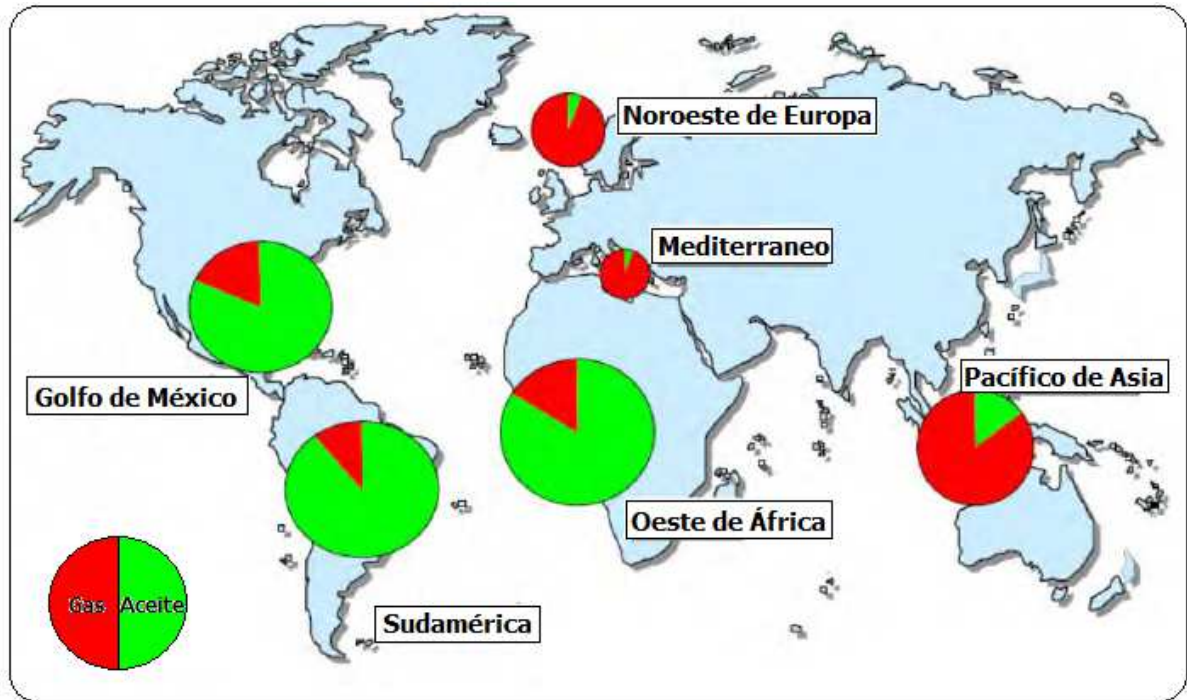 Noroeste de Europa
Mediterraneo
Pacífico de Asia
Golfo de México
Oeste de África
Gas Aceite
Sudamérica